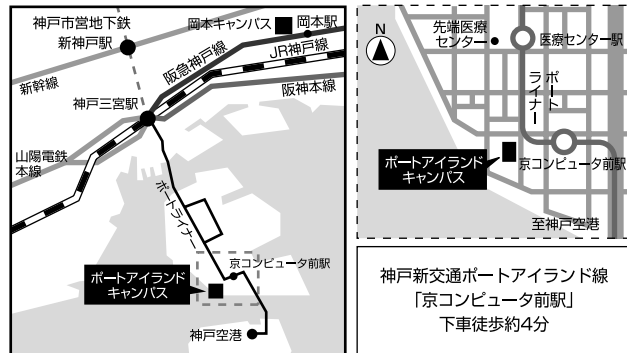 神戸市営地下鉄
新神戸駅
岡本キャンパス
岡本駅
新幹線
阪急神戸線
JR神戸線
神戸三宮駅
阪神本線
山陽電鉄
本線
ポートライナー
京コンピュータ前駅
ポートアイランド
キャンパス
神戸空港
N
先端医療
センター
医療センター駅
ポート
ライナー
ポートアイランド
キャンパス
京コンピュータ前駅
至神戸空港
神戸新交通ポートアイランド線
「京コンピュータ前駅」
下車徒歩約4分